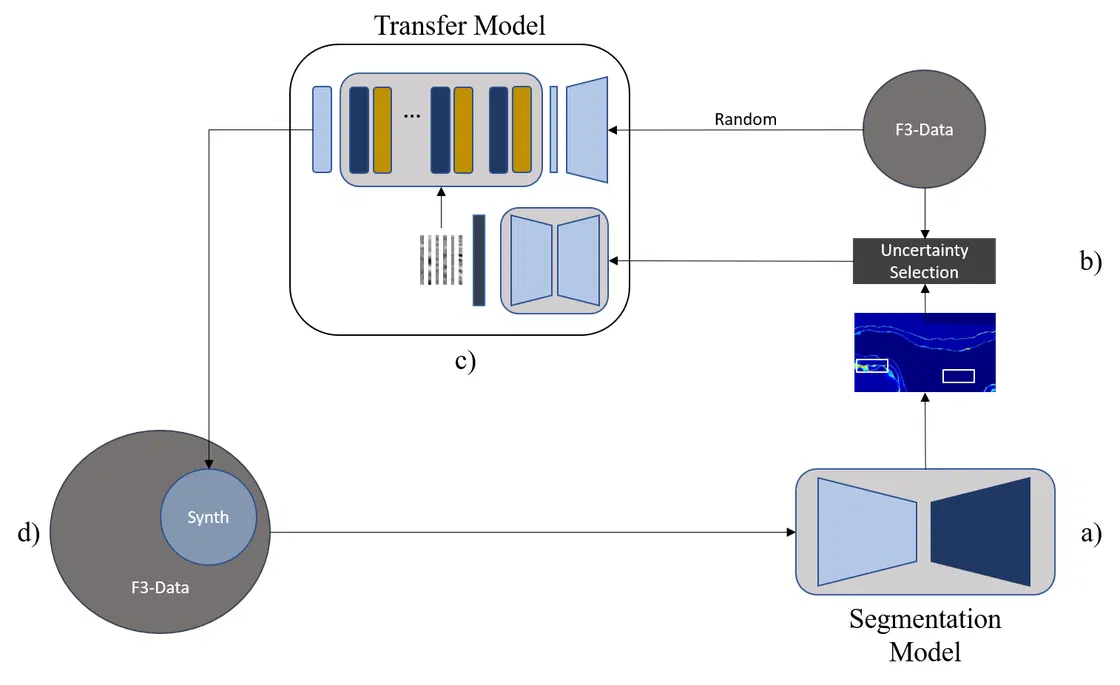 Transfer Model
...
Random
F3-Data
Uncertainty
Selection
b)
c)
d)
Synth
F3-Data
a)
Segmentation
Model